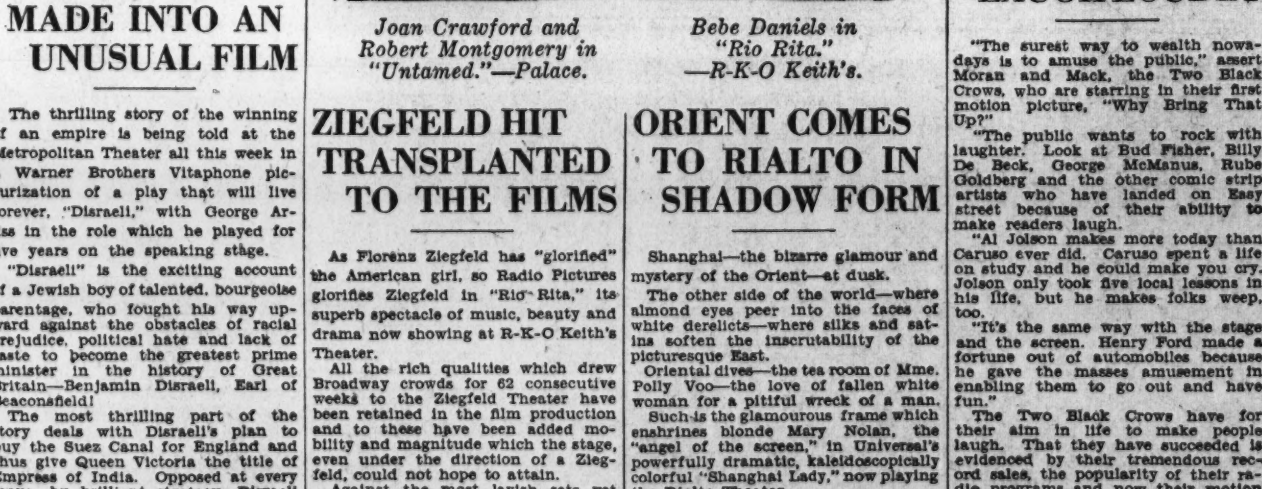 MADE INTO AN
UNUSUAL FILM
The thrilling story of the winning
of an empire is being told at the
Metropolitan Theater all this week in
Warner Brothers Vitaphone pic-
turization of a play that will live
forever, "Disraeli," with George Ar-
liss in the role which he played for
five years on the speaking stage.
"Disraeli" is the exciting account
of a Jewish boy of talented, bourgeoise
parentage, who fought his way up-
ward against the obstacles of racial
prejudice, political hate and lack of
caste to become the greatest prime
minister in the history of Great
Britain—Benjamin Disraeli, Earl of
Beaconsfield!
The most thrilling part of the
story deals with Disraeli's plan to
buy the Suez Canal for England and
thus give Queen Victoria the title of
Empress of India. Opposed at every
Joan Crawford and
Robert Montgomery in
"Untamed."—Palace.
ZIEGFELD HIT
TRANSPLANTED
TO THE FILMS
As Florenz Ziegfeld has "glorified"
the American girl, so Radio Pictures
glorifies Ziegfeld in "Rio Rita," its
superb spectacle of music, beauty and
drama now showing at R-K-O Keith's
Theater.
All the rich qualities which drew
Broadway crowds for 62 consecutive
weeks to the Ziegfeld Theater have
been retained in the film production
and to these have been added mo-
bility and magnitude which the stage,
even under the direction of a Zieg-
feld, could not hope to attain.
Against the most lavish sets yet
Bebe Daniels in
"Rio Rita."
—R-K-O Keith's.
ORIENT COMES
TO RIALTO IN
SHADOW FORM
Shanghai—the bizarre glamour and
mystery of the Orient—at dusk.
The other side of the world—where
almond eyes peer into the faces of
white derelicts—where silks and sat-
ins soften the inscrutability of the
picturesque East.
Oriental dives—the tea room of Mme.
Polly Voo—the love of fallen white
woman for a pitiful wreck of a man.
Such is the glamourous frame which
enshrines blonde Mary Nolan, the
"angel of the screen," in Universal's
powerfully dramatic, kaleidoscopically
colorful "Shanghai Lady," now playing
"The surest way to wealth nowa-
days is to amuse the public," assert
Moran and Mack, the Two Black
Crows, who are starring in their first
motion picture, "Why Bring That
Up?"
"The public wants to rock with
laughter. Look at Bud Fisher, Billy
De Beck, George McManus, Rube
Goldberg and the other comic strip
artists who have landed on Easy
street because of their ability to
make readers laugh.
"Al Jolson makes more today than
Caruso ever did. Caruso spent a life
on study and he could make you cry.
Jolson only took five local lessons in
his life, but he makes folks weep,
too.
"It's the same way with the stage
and the screen. Henry Ford made a
fortune out of automobiles because
he gave the masses amusement in
enabling them to go out and have
fun."
The Two Black Crows have for
their aim in life to make people
laugh. That they have succeeded is
evidenced by their tremendous rec-
ord sales, the popularity of their ra-